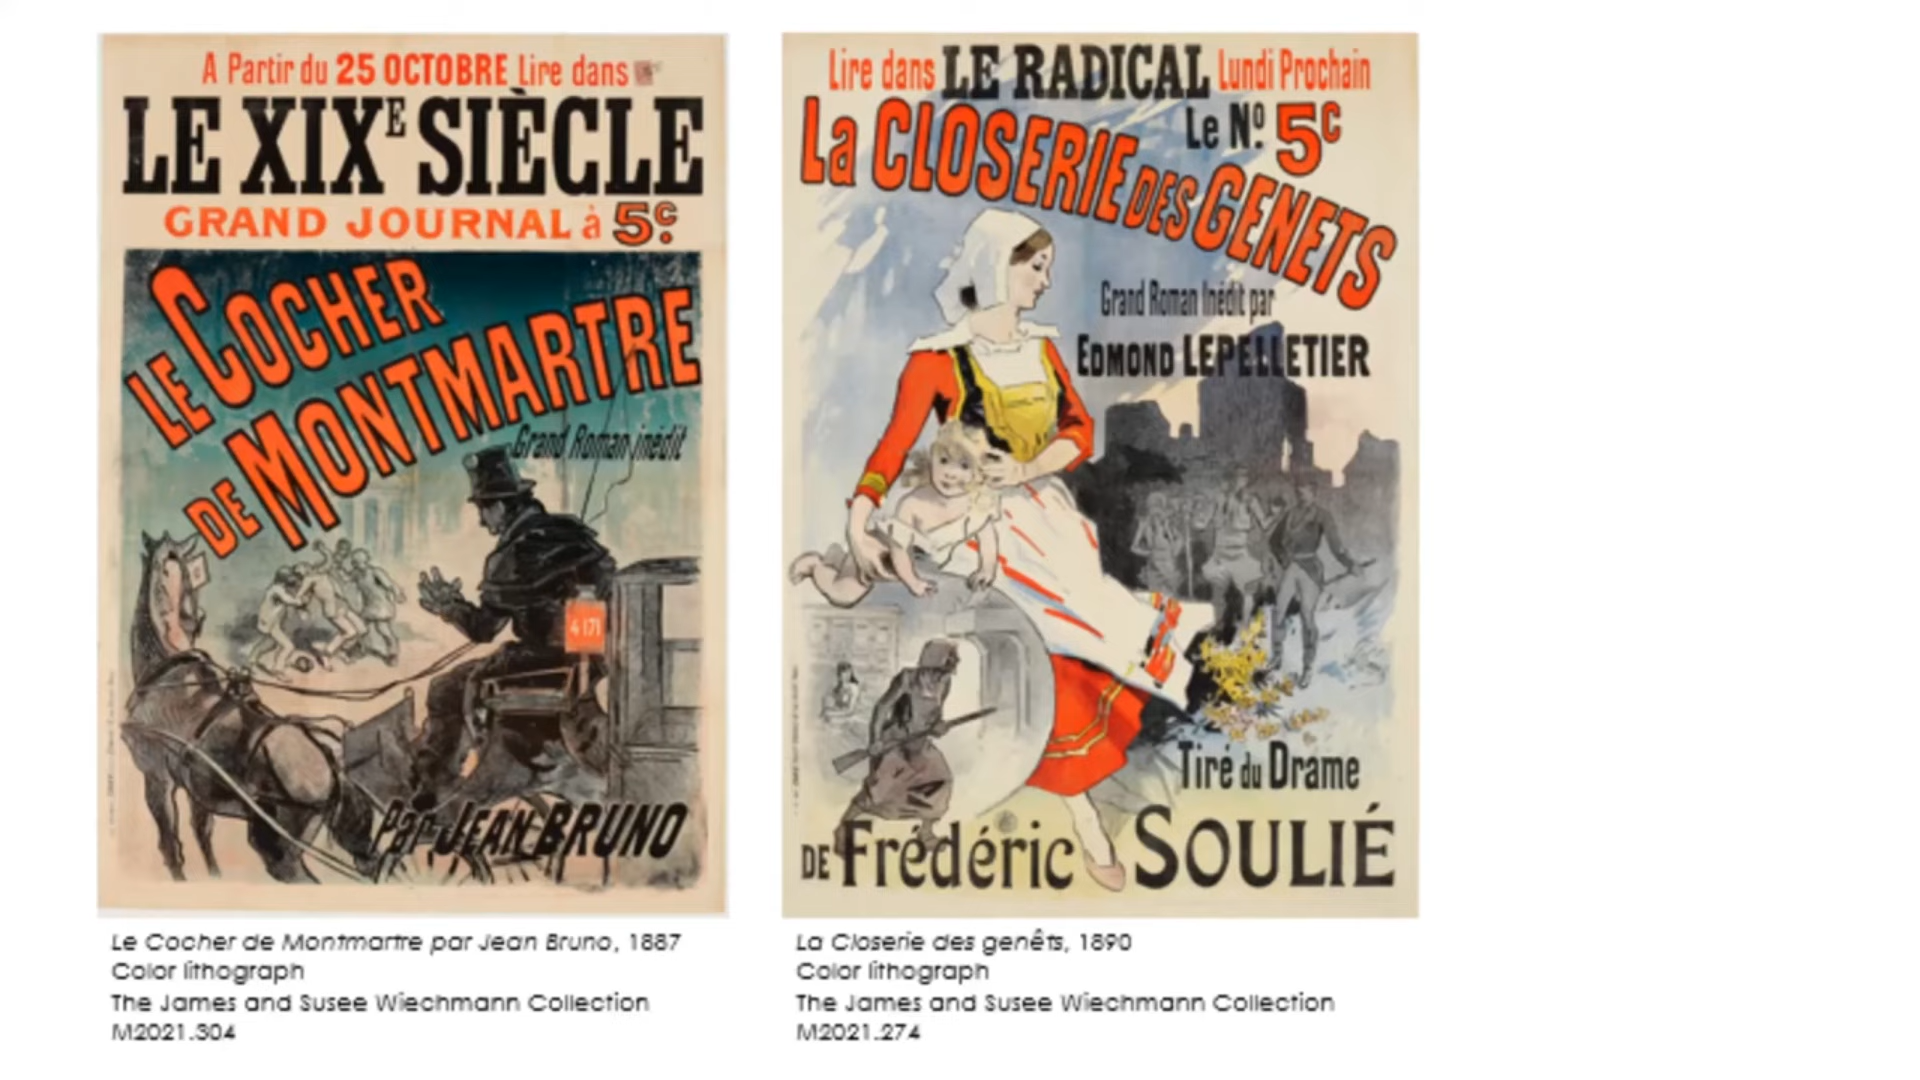 A Partir du 25 OCTOBRE Lire dans
LE XIXE SIÈCLE
GRAND JOURNAL à 5c.
LE COCHER
DE MONTMARTRE
Grand Roman inédit
4171
Par JEAN BRUNO
Le Cocher de Montmartre par Jean Bruno, 1887
Color lithograph
The James and Susee Wiechmann Collection
M2021.304
Lire dans LE RADICAL Lundi Prochain
Le No. 5c
La CLOSERIE DES GENETS
Grand Roman Inédit par
EDMOND LEPELLETIER
Tiré du Drame
DE Frédéric SOULIÉ
La Closerie des genêts, 1890
Color lithograph
The James and Susee Wiechmann Collection
M2021.274